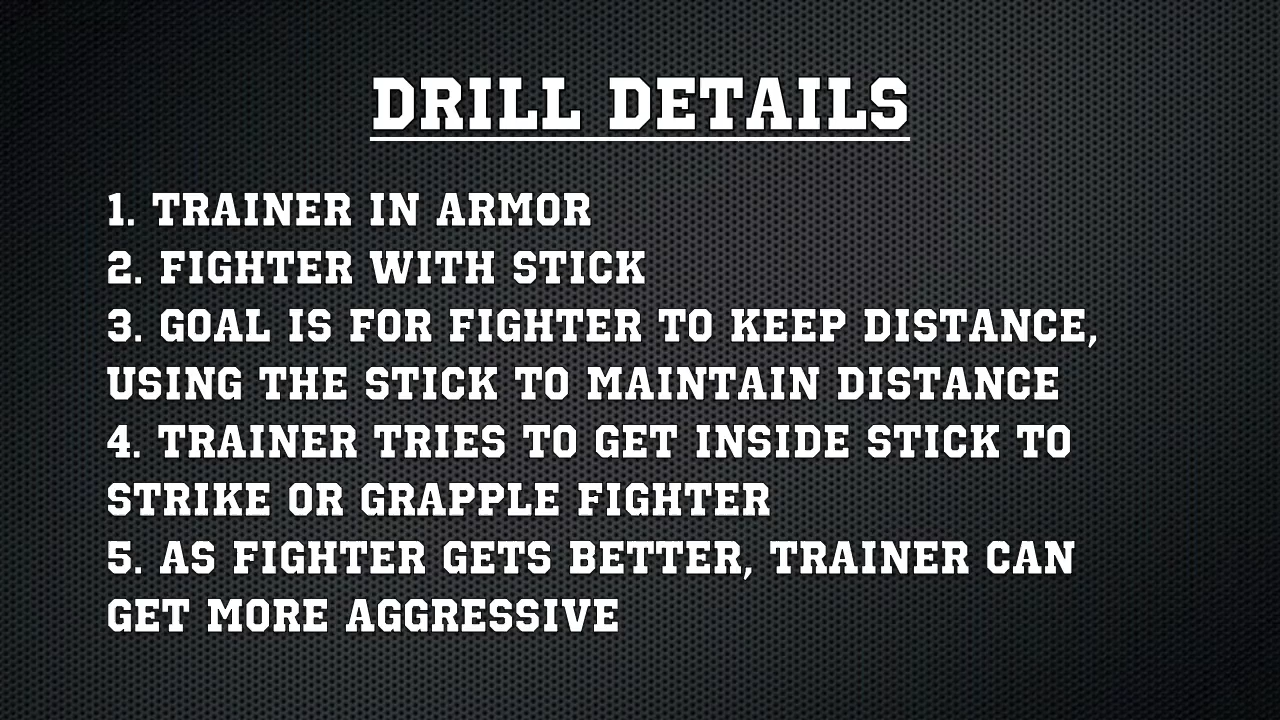 DRILL DETAILS
1. TRAINER IN ARMOR
2. FIGHTER WITH STICK
3. GOAL IS FOR FIGHTER TO KEEP DISTANCE,
USING THE STICK TO MAINTAIN DISTANCE
4. TRAINER TRIES TO GET INSIDE STICK TO
STRIKE OR GRAPPLE FIGHTER
5. AS FIGHTER GETS BETTER, TRAINER CAN
GET MORE AGGRESSIVE